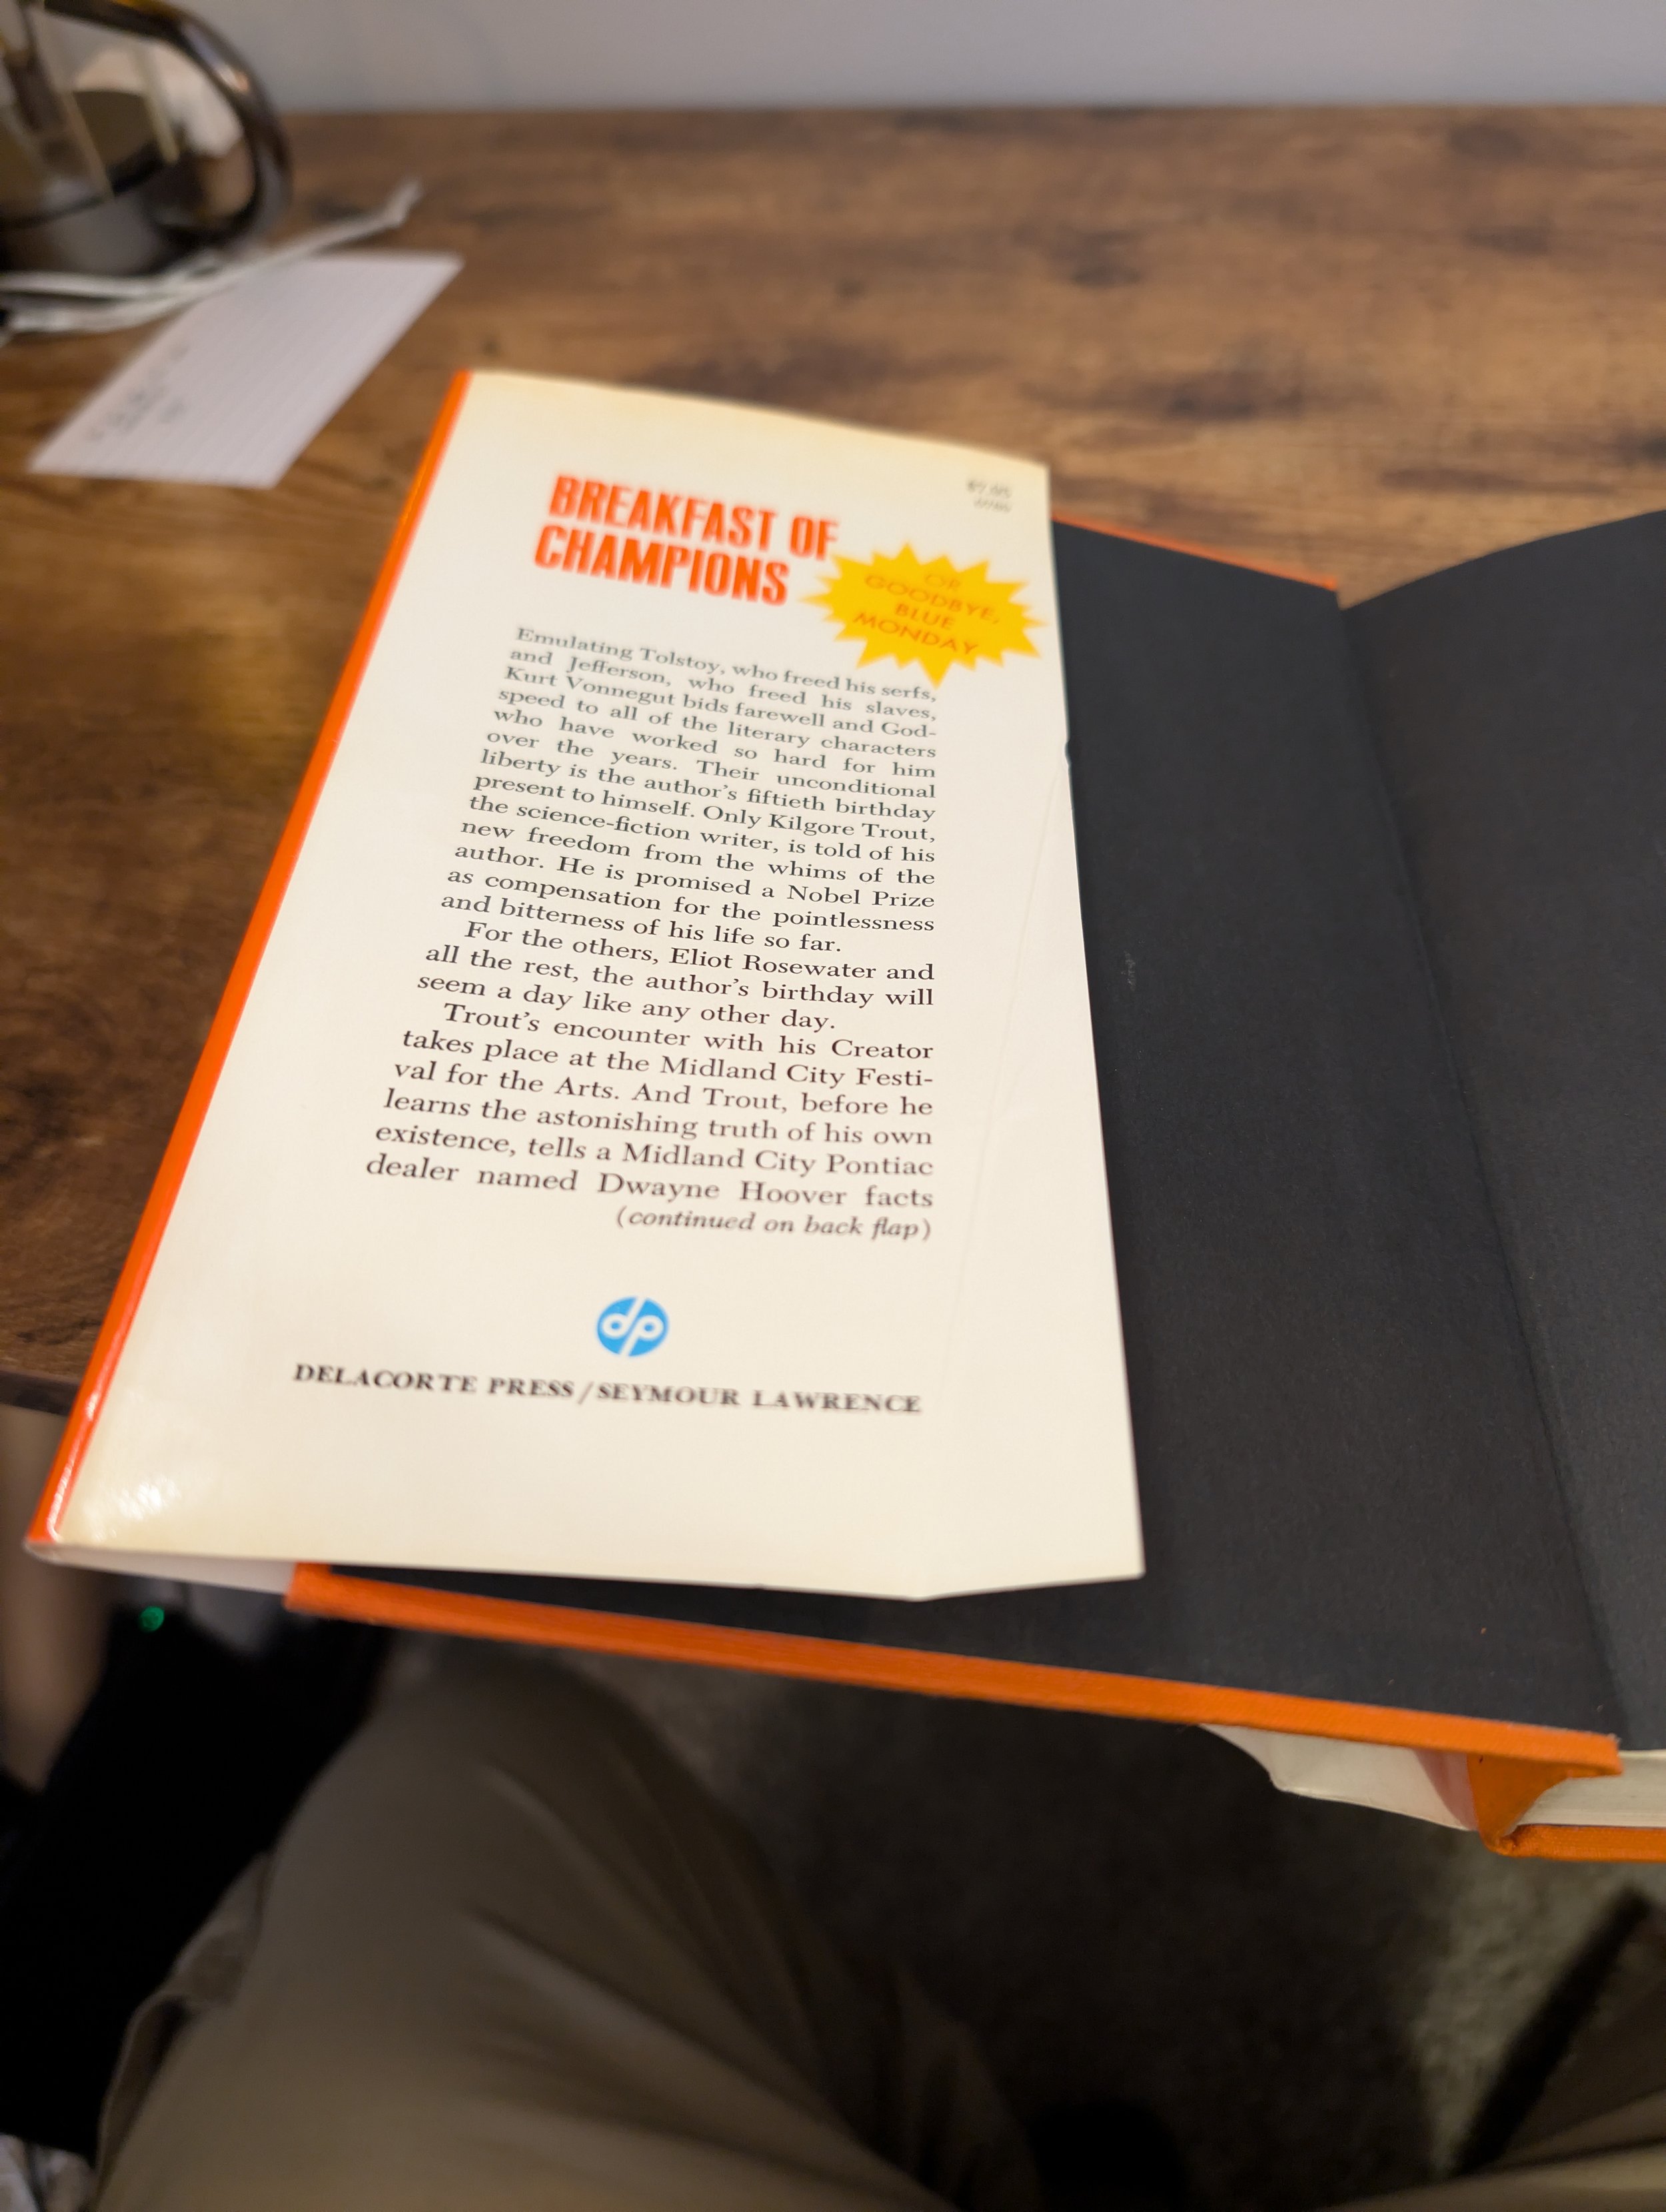 BREAKFAST OF
CHAMPIONS
OR
GOODBYE,
BLUE
MONDAY
Emulating Tolstoy, who freed his serfs,
and Jefferson, who freed his slaves,
Kurt Vonnegut bids farewell and God-
speed to all of the literary characters
who have worked so hard for him
over the years. Their unconditional
liberty is the author's fiftieth birthday
present to himself. Only Kilgore Trout,
the science-fiction writer, is told of his
new freedom from the whims of the
author. He is promised a Nobel Prize
as compensation for the pointlessness
and bitterness of his life so far.
For the others, Eliot Rosewater and
all the rest, the author's birthday will
seem a day like any other day.
Trout's encounter with his Creator
takes place at the Midland City Festi-
val for the Arts. And Trout, before he
learns the astonishing truth of his own
existence, tells a Midland City Pontiac
dealer named Dwayne Hoover facts
(continued on back flap)
dp
DELACORTE PRESS/SEYMOUR LAWRENCE